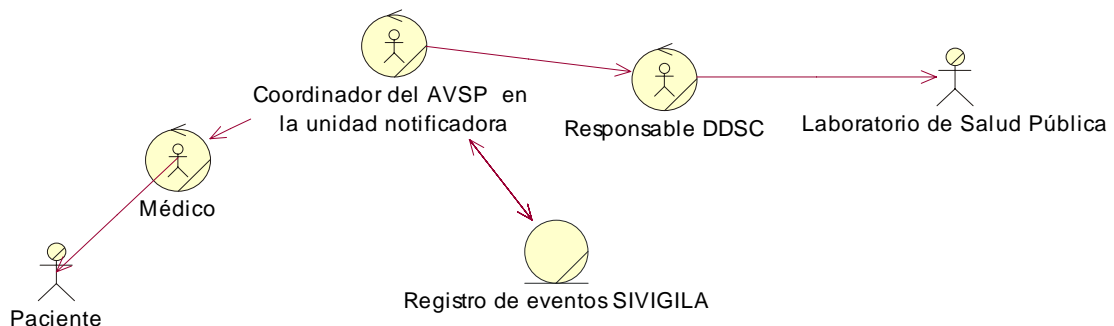 Coordinador del AVSP en
la unidad notificadora
Responsable DDSC
Laboratorio de Salud Pública
Médico
Registro de eventos SIVIGILA
Paciente